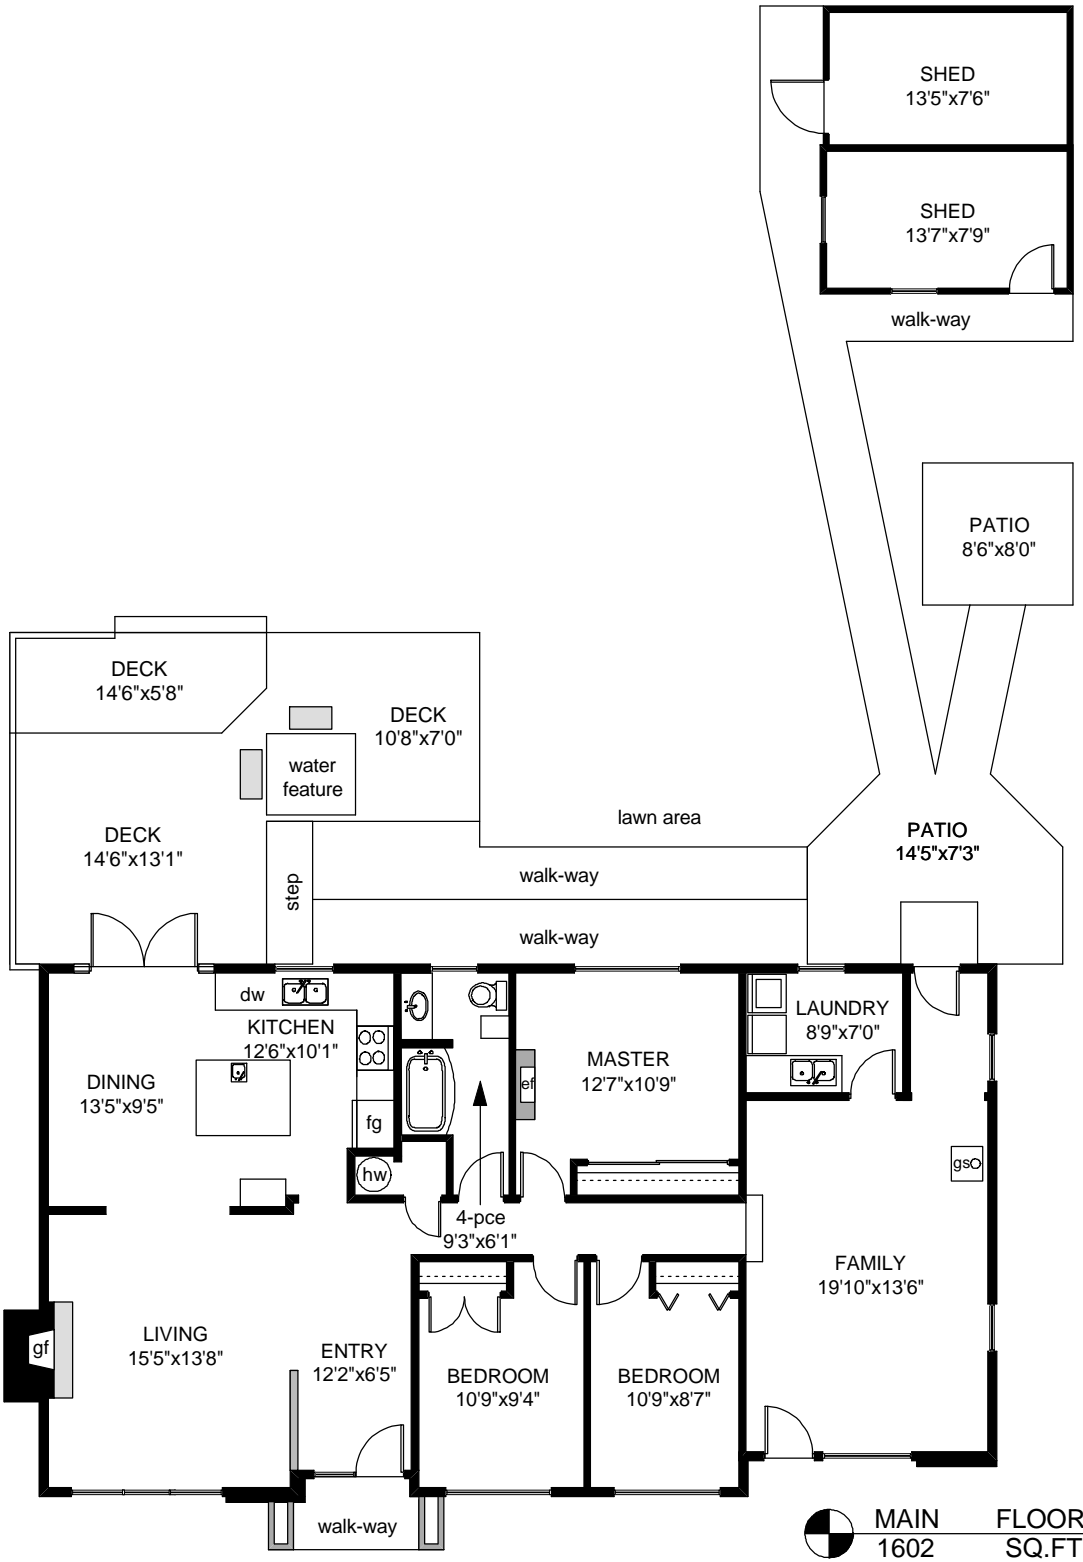 SHED
13'5"x7'6"
SHED
13'7"x7'9"
walk-way
PATIO
8'6"x8'0"
DECK
14'6"x5'8"
DECK
10'8"x7'0"
water
feature
lawn area
DECK
14'6"x13'1"
PATIO
14'5"x7'3"
step
walk-way
walk-way
dw
KITCHEN
12'6"x10'1"
LAUNDRY
8'9"x7'0"
DINING
13'5"x9'5"
MASTER
12'7"x10'9"
ef
fg
hw
gs
4-pce
9'3"x6'1"
FAMILY
19'10"x13'6"
LIVING
15'5"x13'8"
gf
ENTRY
12'2"x6'5"
BEDROOM
10'9"x9'4"
BEDROOM
10'9"x8'7"
walk-way
MAIN FLOOR
1602 SQ.FT